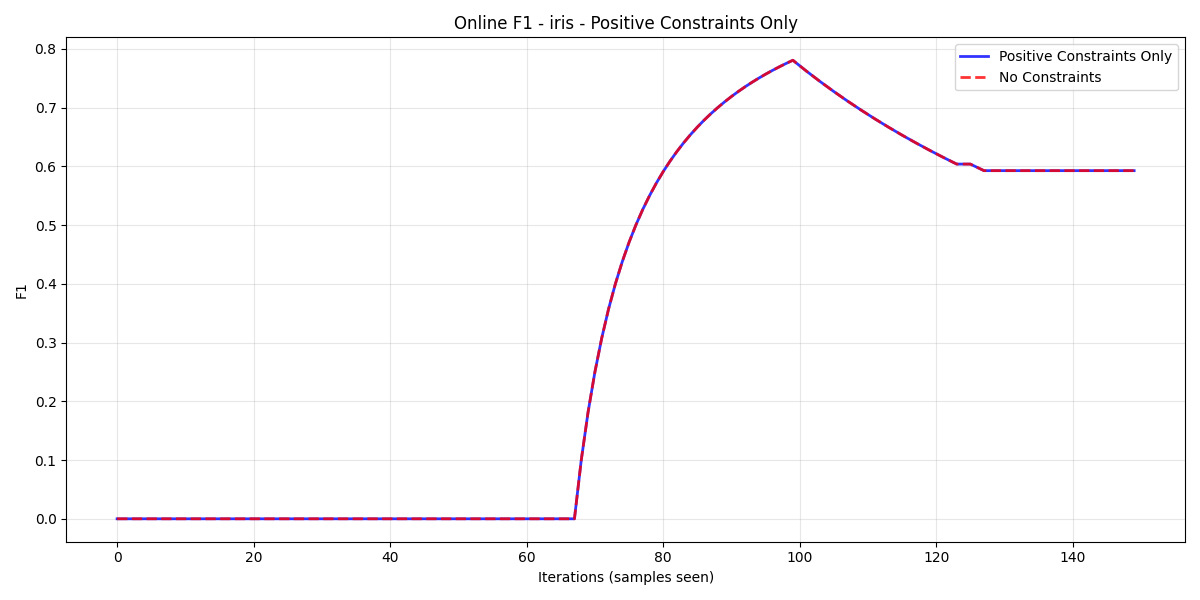 Online F1 - iris - Positive Constraints Only
Positive Constraints Only
No Constraints
F1
0.8
0.7
0.6
0.5
0.4
0.3
0.2
0.1
0.0
0 20 40 60 80 100 120 140
Iterations (samples seen)